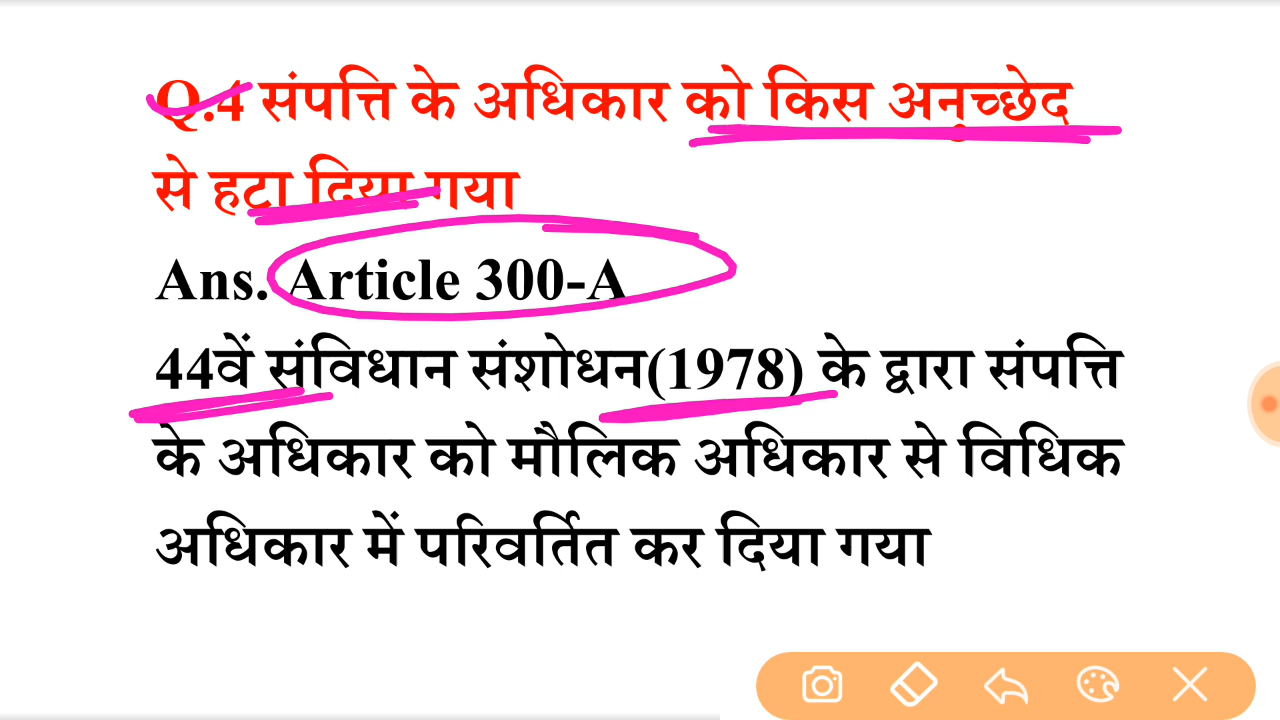 Q.4 संपत्ति के अधिकार को किस अनुच्छेद
से हटा दिया गया
Ans. Article 300-A
44वें संविधान संशोधन(1978) के द्वारा संपत्ति
के अधिकार को मौलिक अधिकार से विधिक
अधिकार में परिवर्तित कर दिया गया